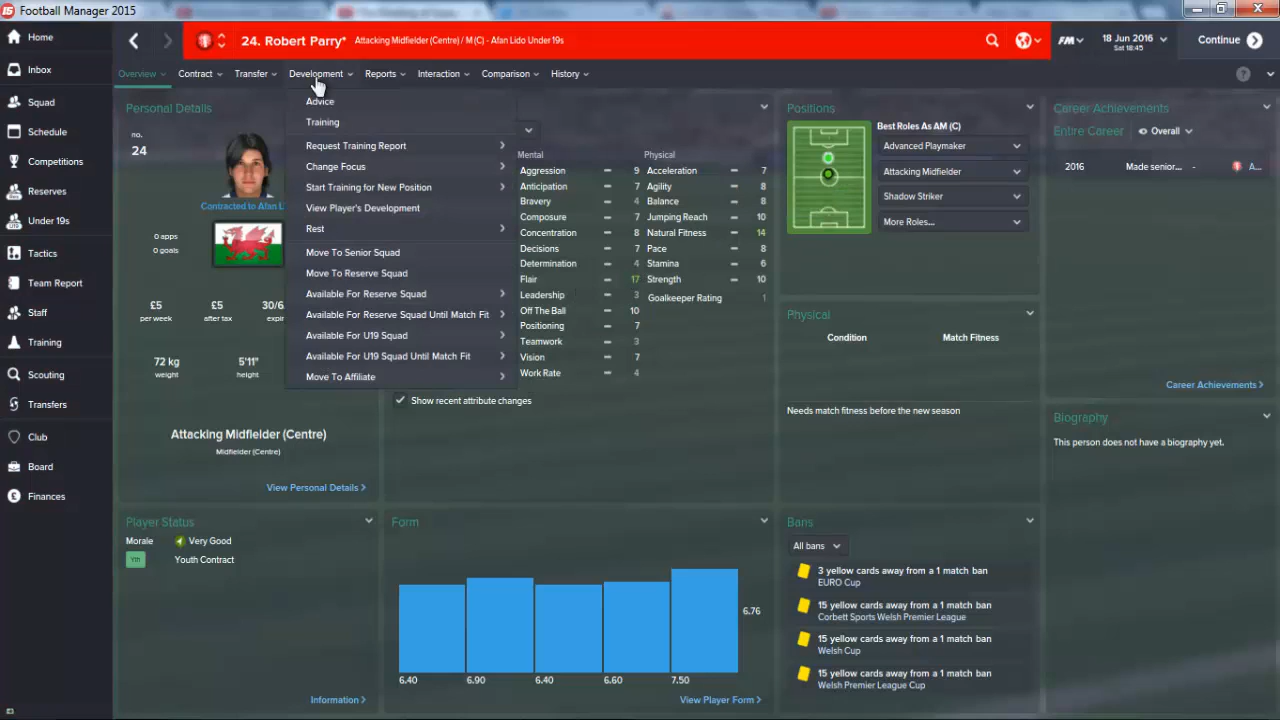 15 Football Manager 2015
Home
Inbox
Squad
Schedule
Competitions
Reserves
U19
Under 19s
Tactics
Team Report
Staff
Training
Scouting
Transfers
Club
Board
Finances
24. Robert Parry*
Attacking Midfielder (Centre) / M (C) - Afan Lido Under19s
FM
18 Jun 2016
Sat 18:45
Continue
Overview
Contract
Transfer
Development
Reports
Interaction
Comparison
History
?
Personal Details
no.
24
Contracted to Afan L
0 apps
0 goals
£5
per week
£5
after tax
30/6
expir
72 kg
weight
5'11"
height
Attacking Midfielder (Centre)
Midfielder (Centre)
View Personal Details >
Advice
Training
Request Training Report
Change Focus
Start Training for New Position
View Player's Development
Rest
Move To Senior Squad
Move To Reserve Squad
Available For Reserve Squad
Available For Reserve Squad Until Match Fit
Available For U19 Squad
Available For U19 Squad Until Match Fit
Move To Affiliate
Mental
Aggression 9
Anticipation 7
Bravery 4
Composure 7
Concentration 8
Decisions 7
Determination 4
Flair 17
Leadership 3
Off The Ball 10
Positioning 7
Teamwork 3
Vision 7
Work Rate 4
Physical
Acceleration 7
Agility 8
Balance 8
Jumping Reach 10
Natural Fitness 14
Pace 8
Stamina 6
Strength 10
Goalkeeper Rating 1
Show recent attribute changes
Positions
Best Roles As AM (C)
Advanced Playmaker
Attacking Midfielder
Shadow Striker
More Roles...
Physical
Condition
Match Fitness
Needs match fitness before the new season
Career Achievements
Entire Career
Overall
2016 Made senior... - A...
Career Achievements >
Biography
This person does not have a biography yet.
Player Status
Morale Very Good
Yth Youth Contract
Information >
Form
6.76
6.40 6.90 6.40 6.60 7.50
View Player Form >
Bans
All bans
3 yellow cards away from a 1 match ban
EURO Cup
15 yellow cards away from a 1 match ban
Corbett Sports Welsh Premier League
15 yellow cards away from a 1 match ban
Welsh Cup
15 yellow cards away from a 1 match ban
Welsh Premier League Cup